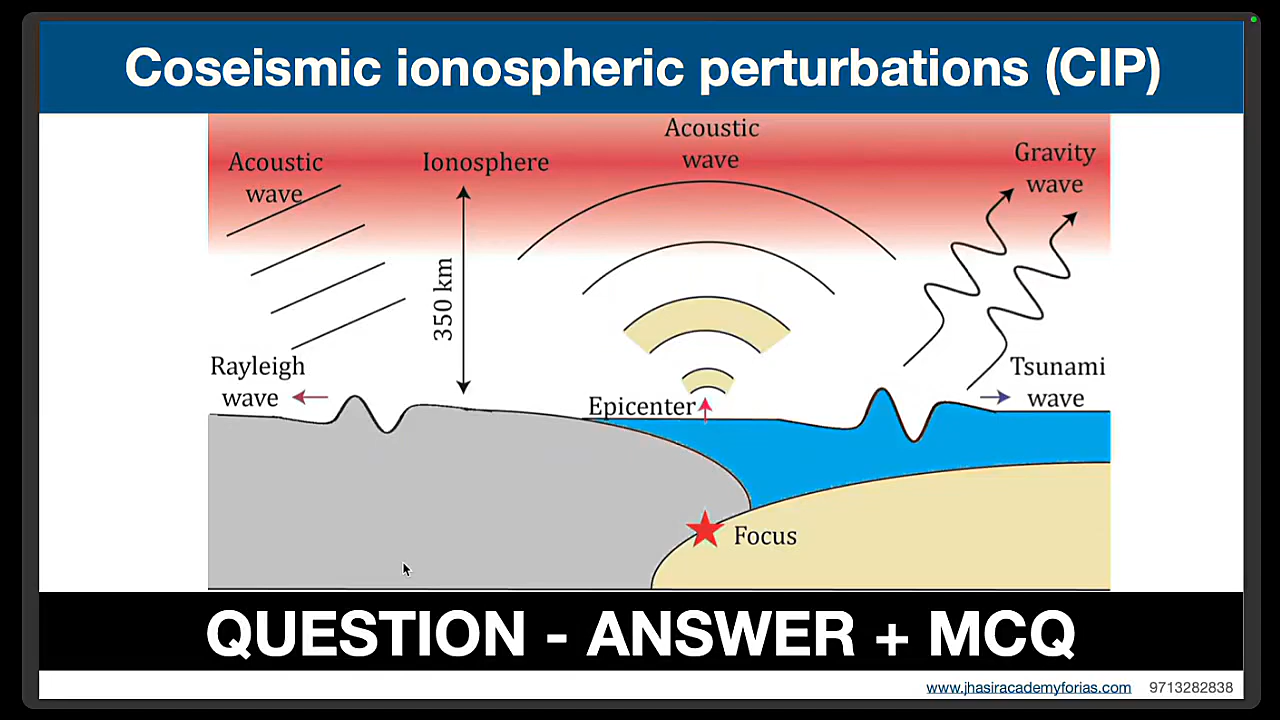 Coseismic ionospheric perturbations (CIP)
Acoustic
wave
Ionosphere
Acoustic
wave
Gravity
wave
350 km
Rayleigh
wave
Epicenter
Tsunami
wave
Focus
QUESTION - ANSWER + MCQ
www.jhasiracademyforias.com 9713282838